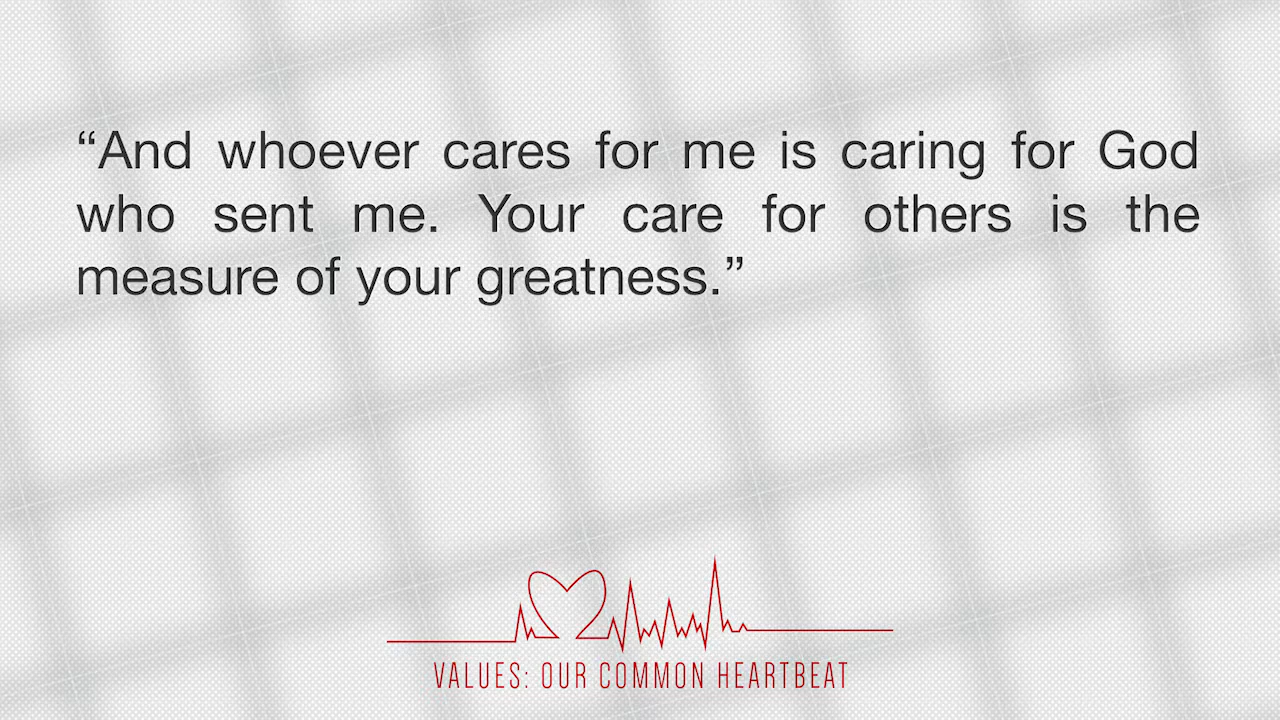 “And whoever cares for me is caring for God
who sent me. Your care for others is the
measure of your greatness.”
VALUES: OUR COMMON HEARTBEAT